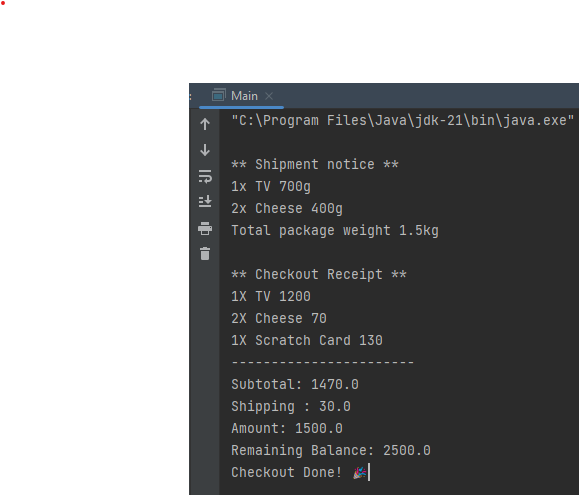 Main
"C:\Program Files\Java\jdk-21\bin\java.exe"
** Shipment notice **
1x TV 700g
2x Cheese 400g
Total package weight 1.5kg
** Checkout Receipt **
1X TV 1200
2X Cheese 70
1X Scratch Card 130
-----------------------
Subtotal: 1470.0
Shipping : 30.0
Amount: 1500.0
Remaining Balance: 2500.0
Checkout Done! 🎉